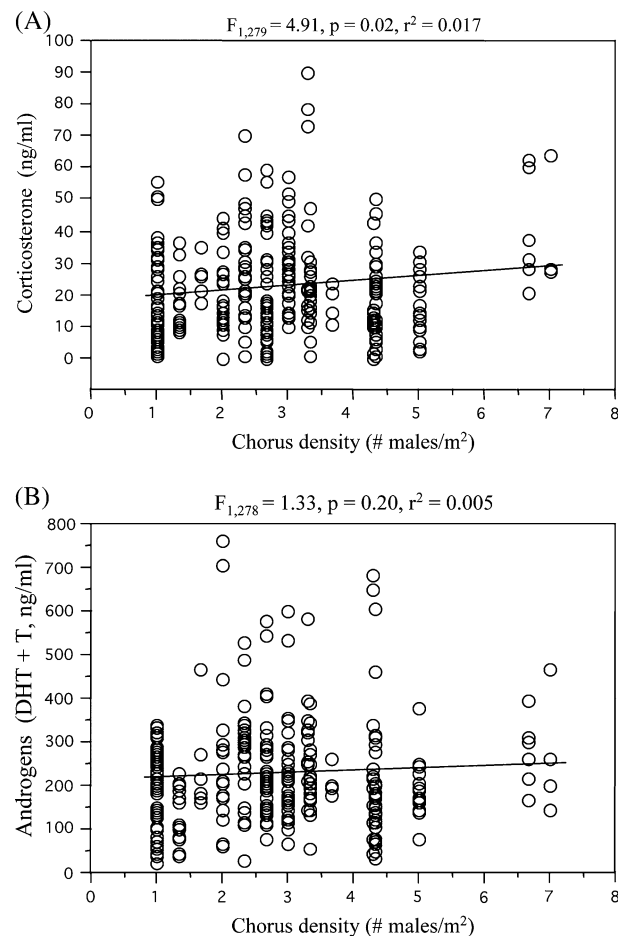 (A)
F1,279 = 4.91, p = 0.02, r2 = 0.017
100
90
80
70
60
50
40
30
20
10
0
Corticosterone (ng/ml)
0 1 2 3 4 5 6 7 8
Chorus density (# males/m2)
(B)
F1,278 = 1.33, p = 0.20, r2 = 0.005
800
700
600
500
400
300
200
100
0
Androgens (DHT + T, ng/ml)
0 1 2 3 4 5 6 7 8
Chorus density (# males/m2)